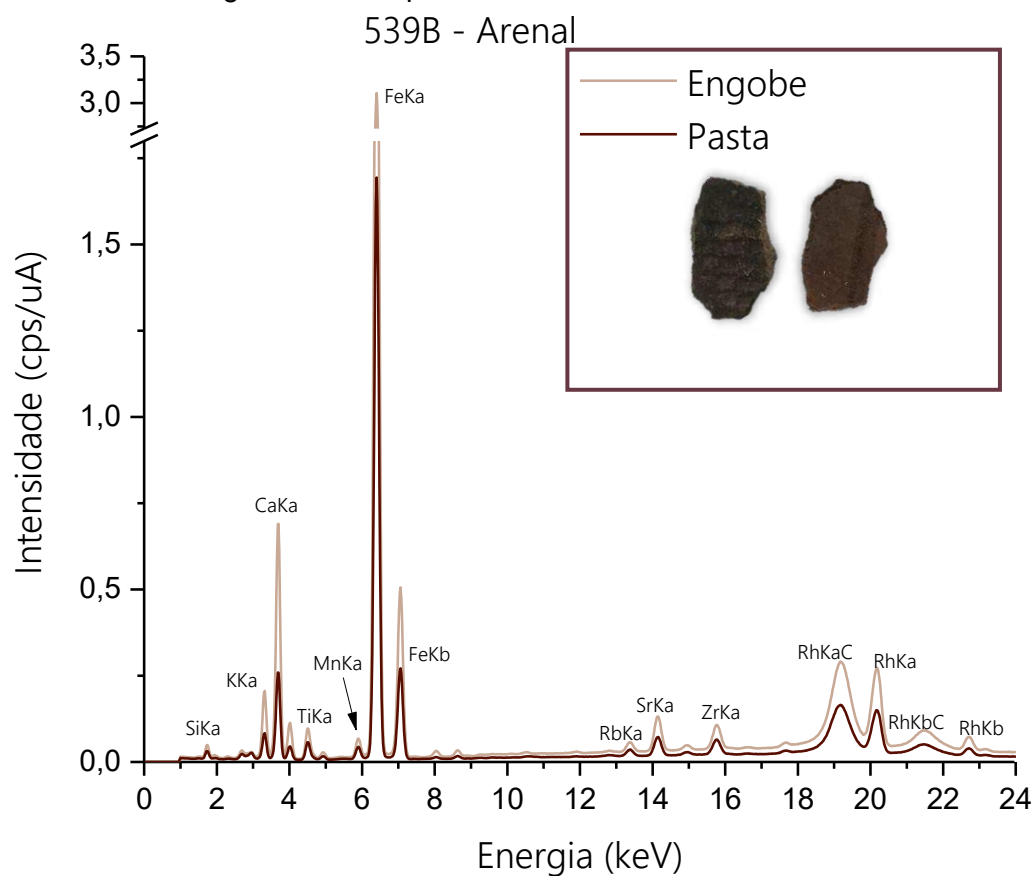 539B - Arenal
Engobe
Pasta
3,5
3,0
1,5
1,0
0,5
0,0
Intensidade (cps/uA)
FeKa
CaKa
KKa
SiKa
TiKa
MnKa
FeKb
RbKa
SrKa
ZrKa
RhKaC
RhKa
RhKbC
RhKb
0 2 4 6 8 10 12 14 16 18 20 22 24
Energia (keV)